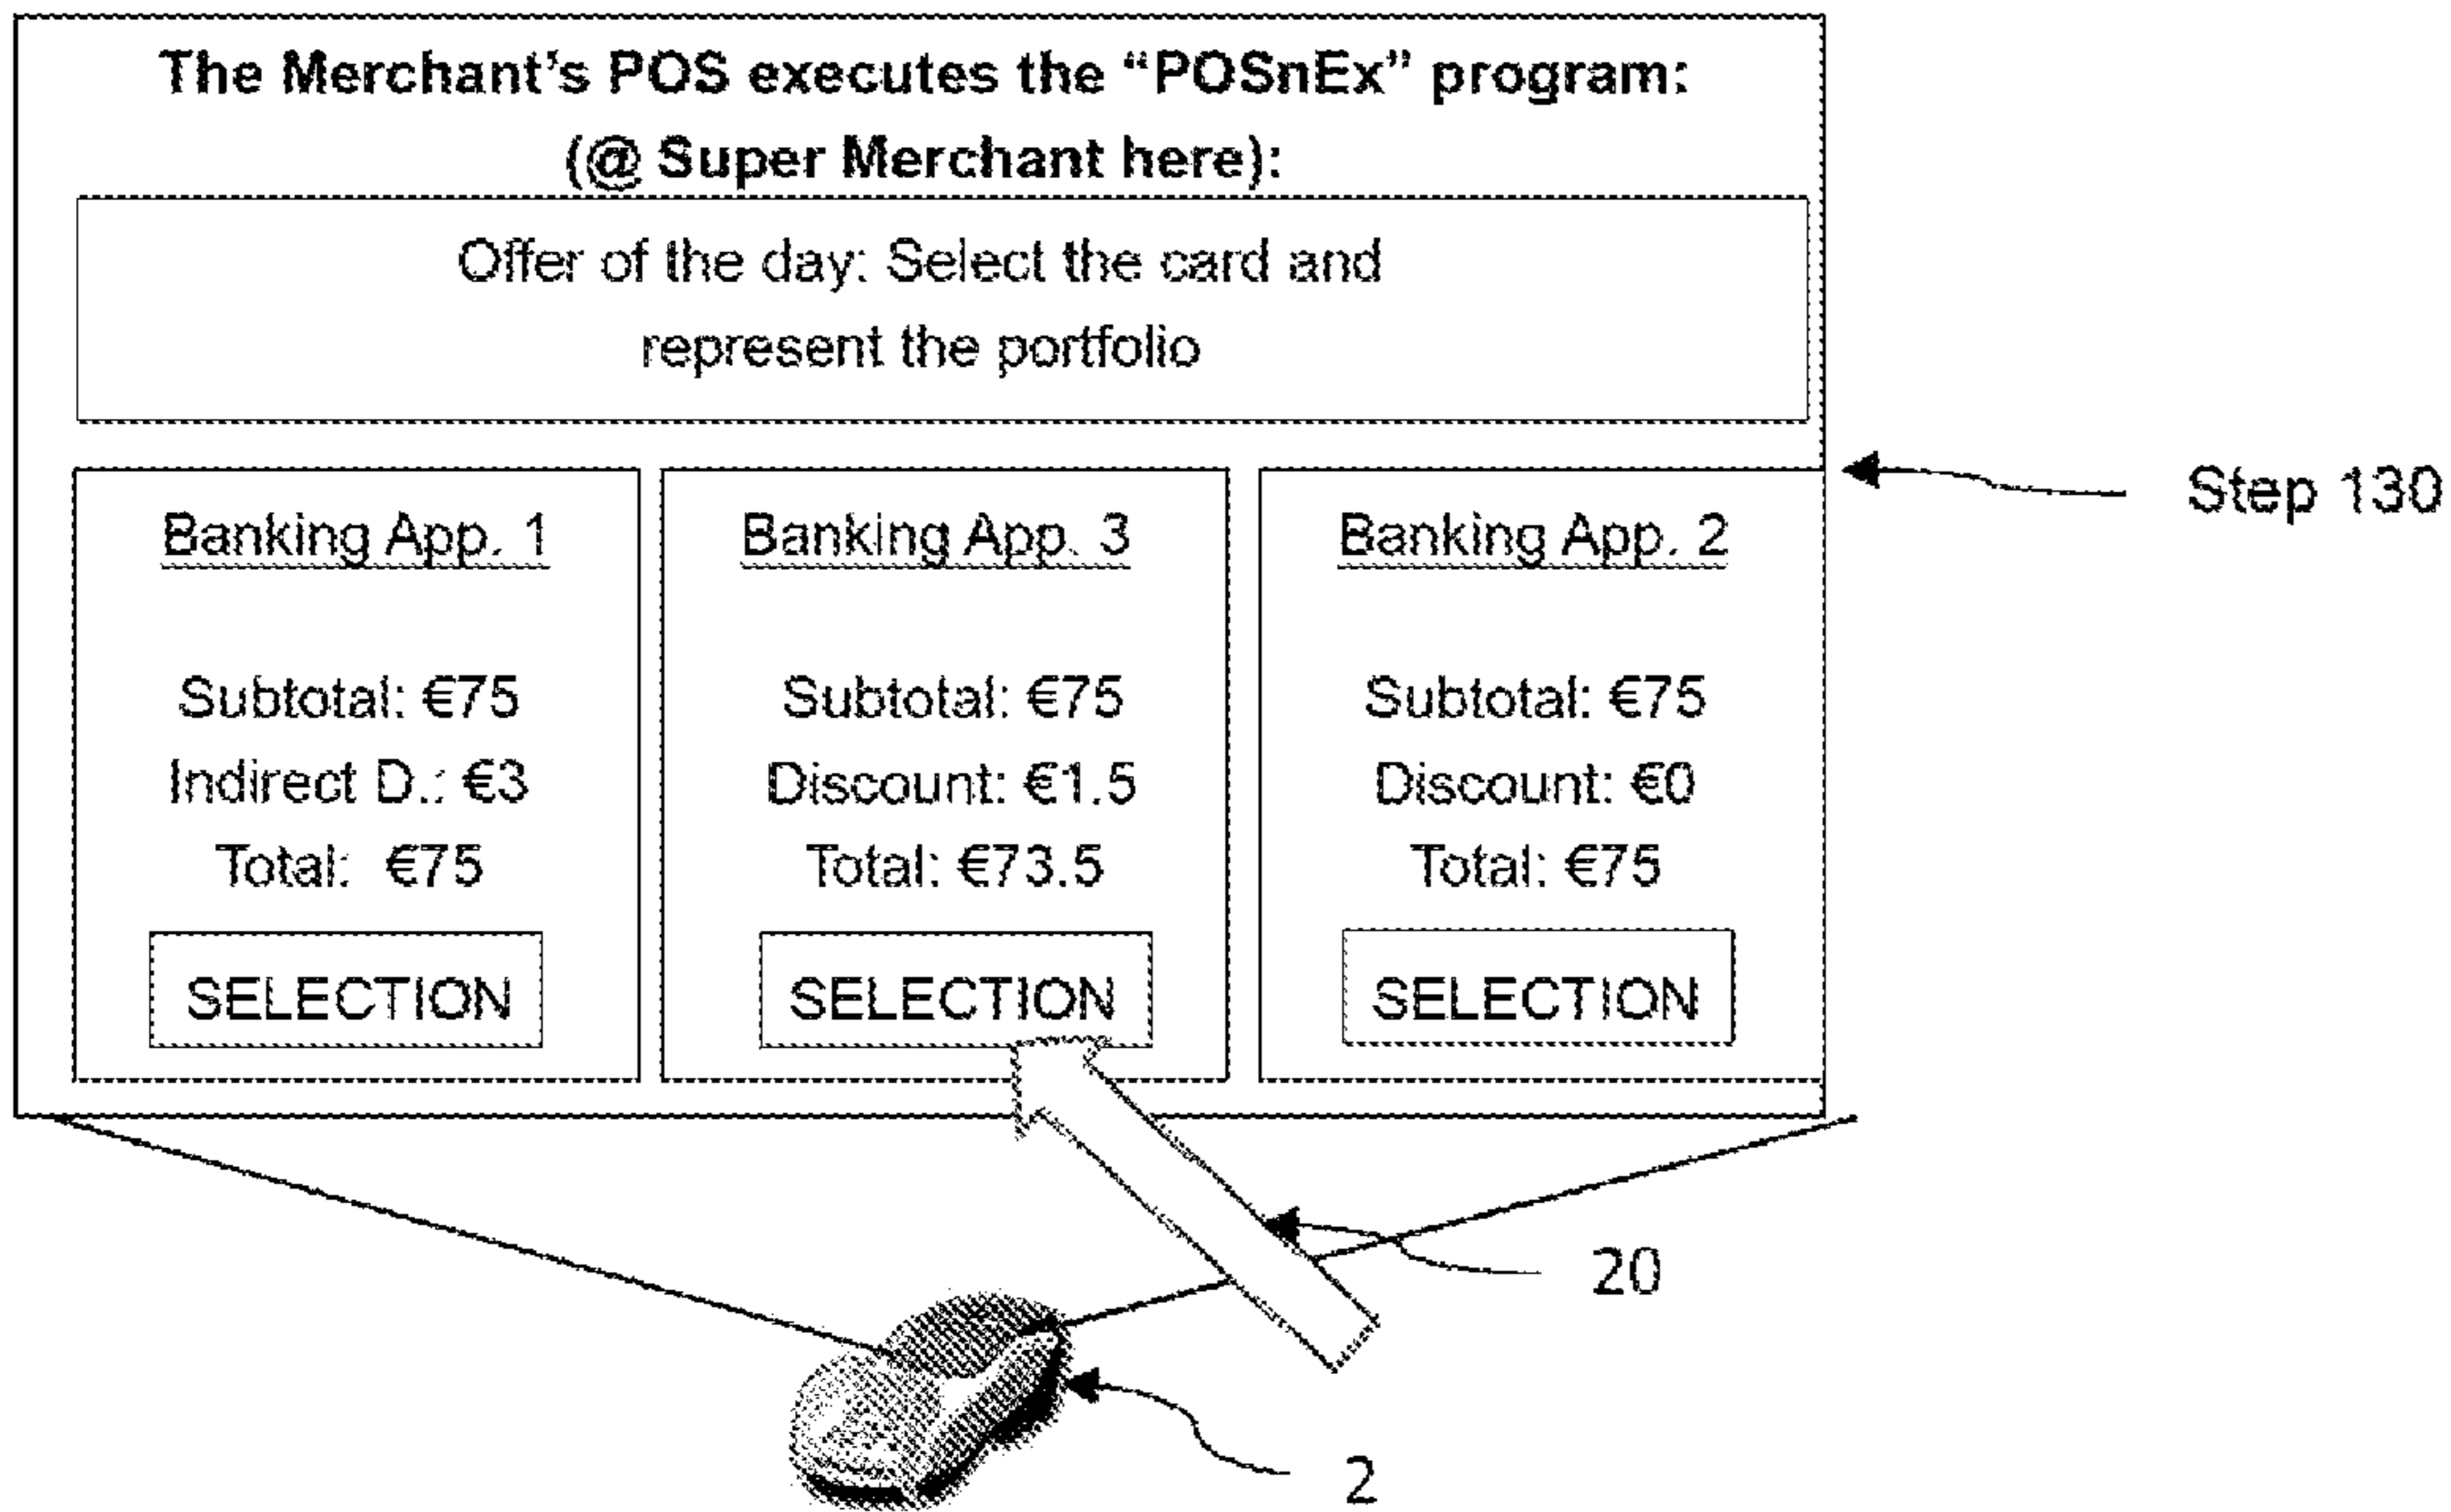 The Merchant's POS executes the “POSnEx” program:
(@ Super Merchant here):
Offer of the day: Select the card and
represent the portfolio
Step 130
Banking App. 1
Subtotal: €75
Indirect D.: €3
Total: €75
SELECTION
Banking App. 3
Subtotal: €75
Discount: €1.5
Total: €73.5
SELECTION
Banking App. 2
Subtotal: €75
Discount: €0
Total: €75
SELECTION
20
2